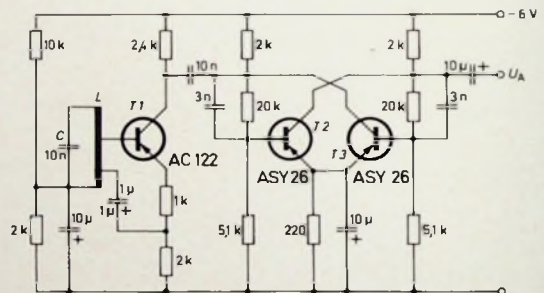 -6 V
10 k
2,4 k
2 k
2 k
10 n
10 µ
+
U_A
3 n
3 n
L
T1
20 k
20 k
C
10 n
T2
T3
AC 122
ASY 26
ASY 26
1 µ
1 µ
+
1 k
2 k
10 µ
+
2 k
5,1 k
220
10 µ
+
5,1 k